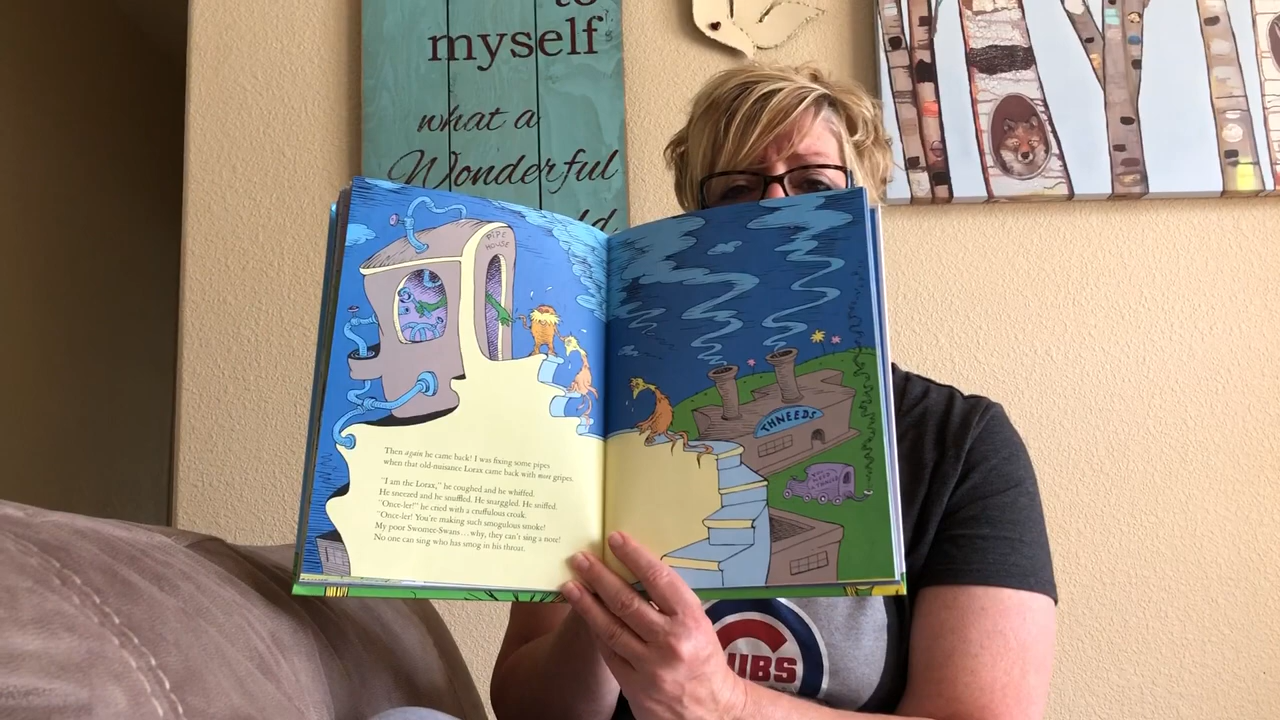 to
myself
what a
Wonderful
PIPE
HOUSE
THNEEDS
Then again he came back! I was fixing some pipes
when that old-nuisance Lorax came back with more gripes.
"I am the Lorax," he coughed and he whiffed.
He sneezed and he snuffled. He snarggled. He sniffed.
"Once-ler!" he cried with a cruffulous croak.
"Once-ler! You're making such smogulous smoke!
My poor Swomee-Swans...why, they can't sing a note!
No one can sing who has smog in his throat.
YOU
NEED
A THNEED
UBS